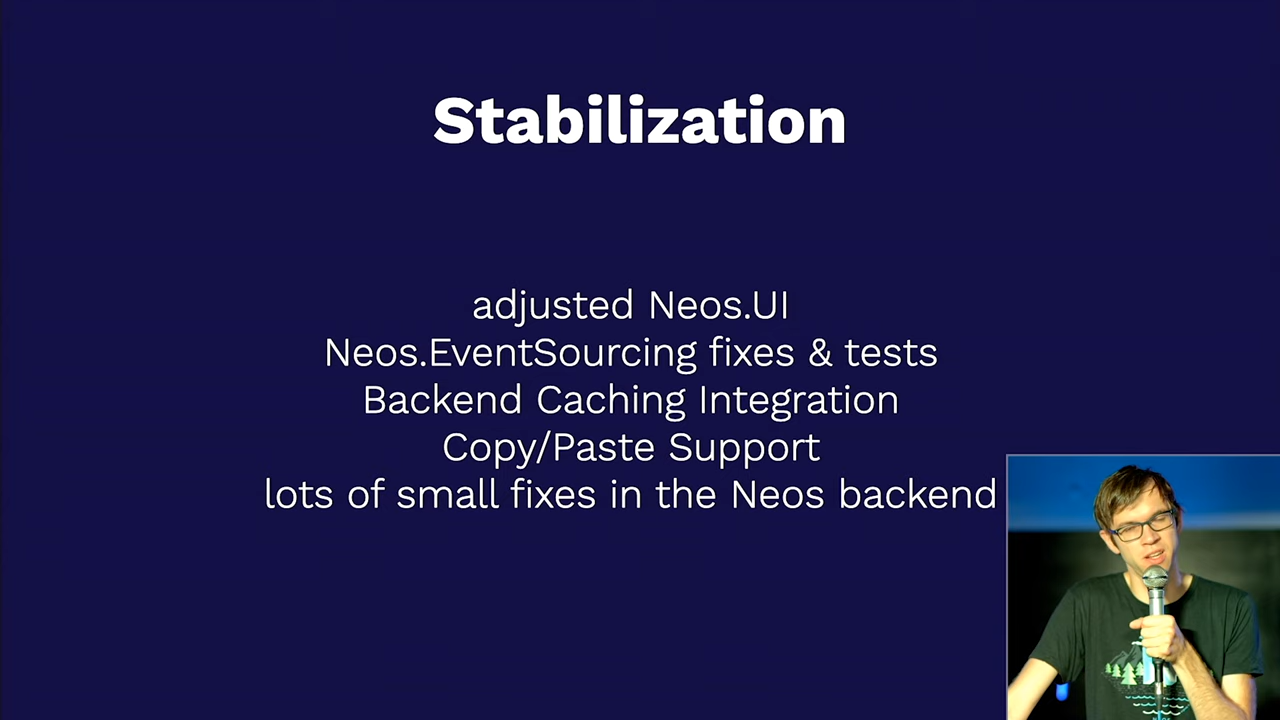 Stabilization
adjusted Neos.UI
Neos.EventSourcing fixes & tests
Backend Caching Integration
Copy/Paste Support
lots of small fixes in the Neos backend